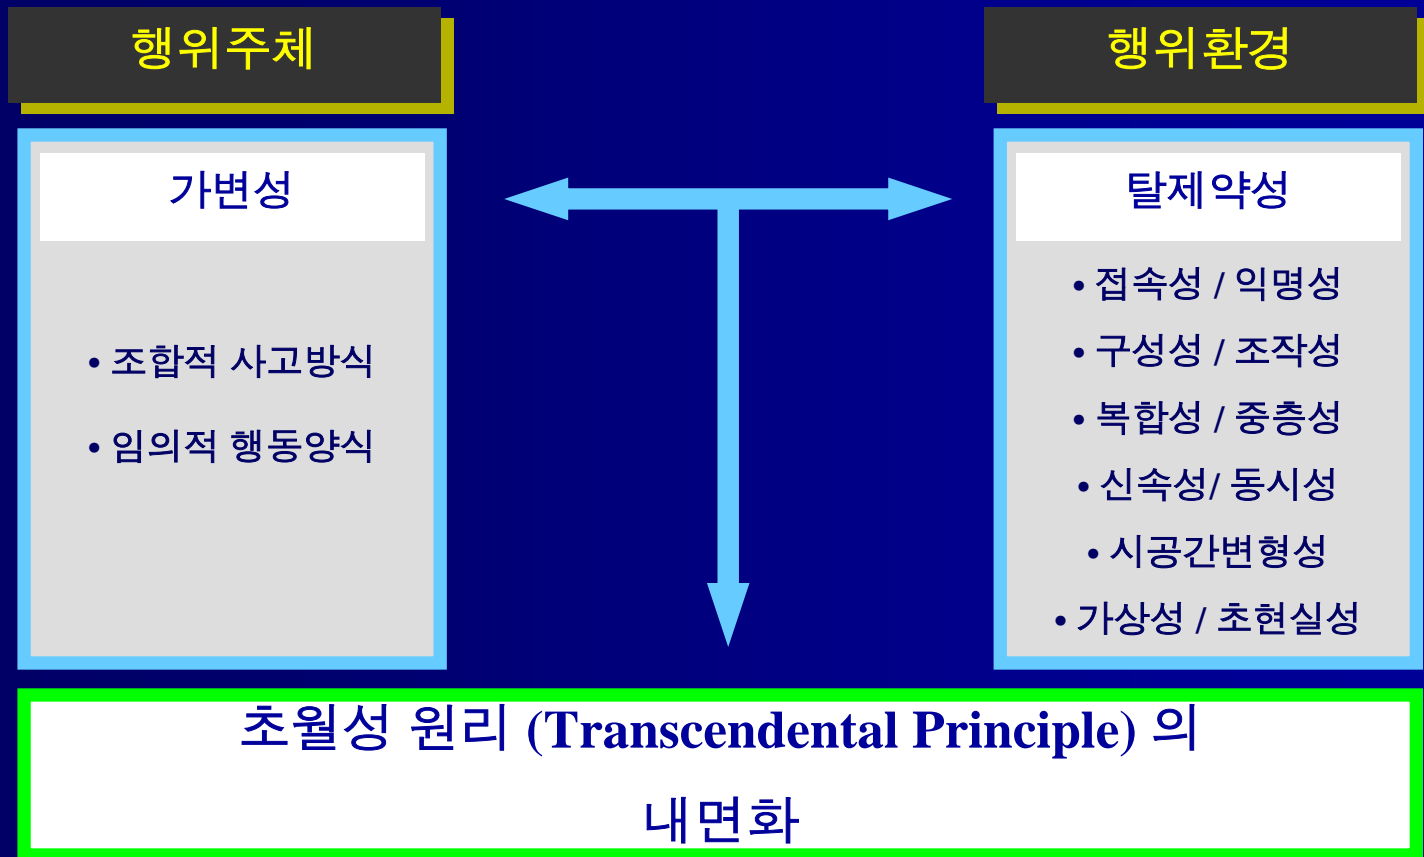 행위주체
가변성
• 조합적 사고방식
• 임의적 행동양식
행위환경
탈제약성
• 접속성 / 익명성
• 구성성 / 조작성
• 복합성 / 중층성
• 신속성/ 동시성
• 시공간변형성
• 가상성 / 초현실성
초월성 원리 (Transcendental Principle) 의
내면화